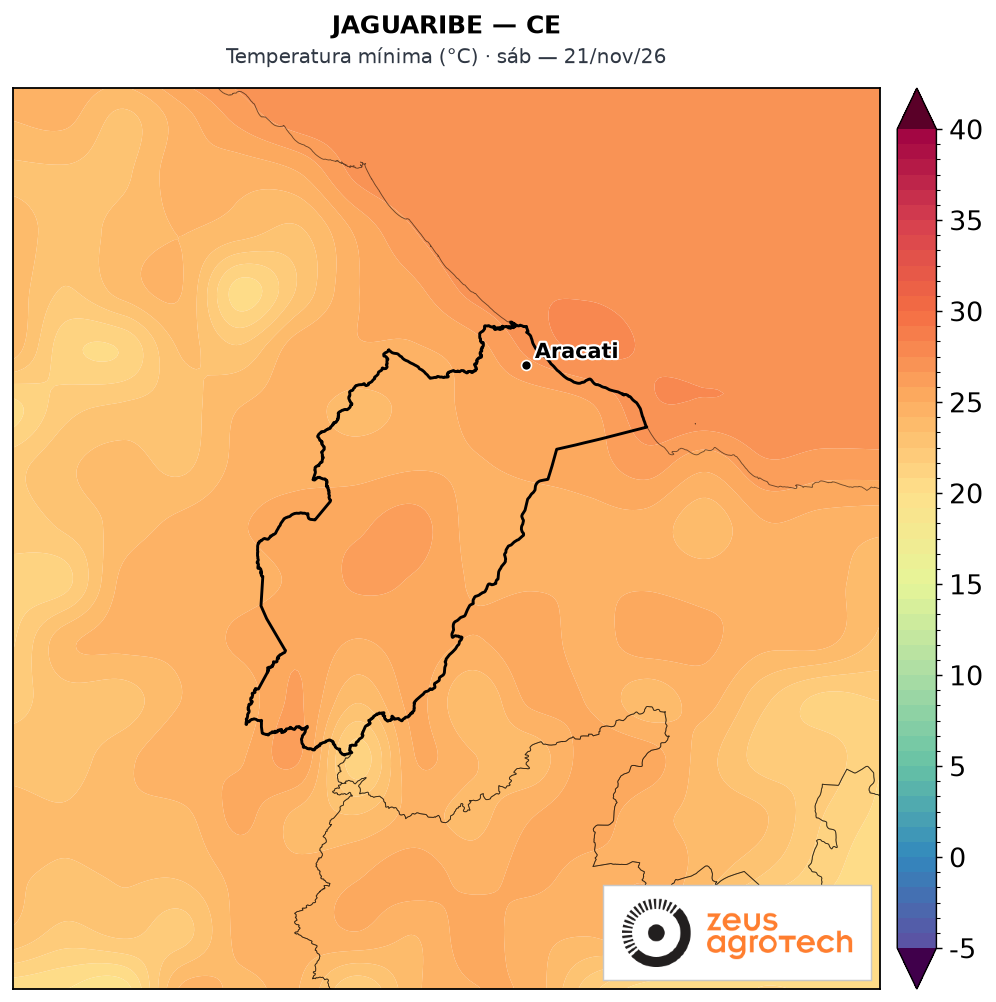 JAGUARIBE — CE
Temperatura mínima (°C) · sáb — 21/nov/26
Aracati
40
35
30
25
20
15
10
5
0
-5
zeus
agrotech